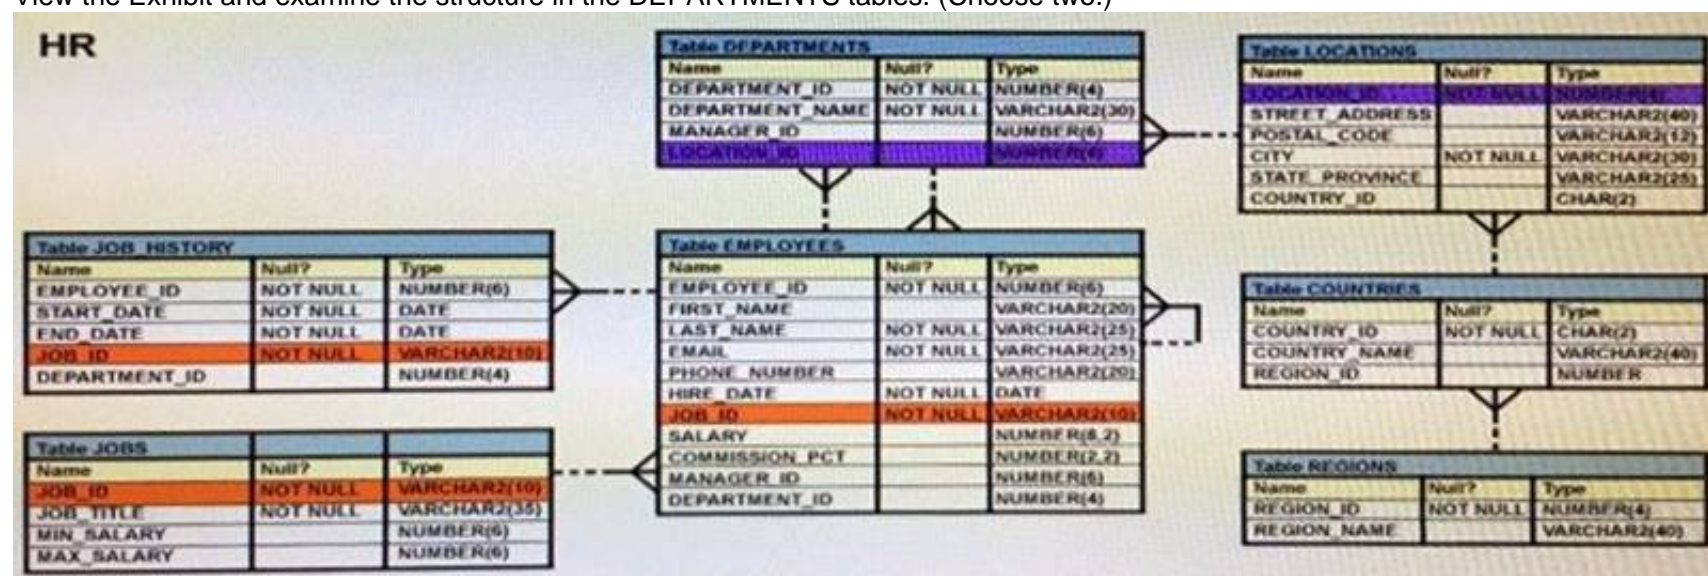 View the Exhibit and examine the structure in the DEPARTMENTS tables. (Choose two.)
HR
Table DEPARTMENTS
Name Null? Type
DEPARTMENT_ID NOT NULL NUMBER(4)
DEPARTMENT_NAME NOT NULL VARCHAR2(30)
MANAGER_ID NUMBER(6)
LOCATION_ID NUMBER(4)
Table LOCATIONS
Name Null? Type
LOCATION_ID NOT NULL NUMBER(4)
STREET_ADDRESS VARCHAR2(40)
POSTAL_CODE VARCHAR2(12)
CITY NOT NULL VARCHAR2(30)
STATE_PROVINCE VARCHAR2(25)
COUNTRY_ID CHAR(2)
Table JOB_HISTORY
Name Null? Type
EMPLOYEE_ID NOT NULL NUMBER(6)
START_DATE NOT NULL DATE
END_DATE NOT NULL DATE
JOB_ID NOT NULL VARCHAR2(10)
DEPARTMENT_ID NUMBER(4)
Table EMPLOYEES
Name Null? Type
EMPLOYEE_ID NOT NULL NUMBER(6)
FIRST_NAME VARCHAR2(20)
LAST_NAME NOT NULL VARCHAR2(25)
EMAIL NOT NULL VARCHAR2(25)
PHONE_NUMBER VARCHAR2(20)
HIRE_DATE NOT NULL DATE
JOB_ID NOT NULL VARCHAR2(10)
SALARY NUMBER(8,2)
COMMISSION_PCT NUMBER(2,2)
MANAGER_ID NUMBER(6)
DEPARTMENT_ID NUMBER(4)
Table COUNTRIES
Name Null? Type
COUNTRY_ID NOT NULL CHAR(2)
COUNTRY_NAME VARCHAR2(40)
REGION_ID NUMBER
Table JOBS
Name Null? Type
JOB_ID NOT NULL VARCHAR2(10)
JOB_TITLE NOT NULL VARCHAR2(35)
MIN_SALARY NUMBER(6)
MAX_SALARY NUMBER(6)
Table REGIONS
Name Null? Type
REGION_ID NOT NULL NUMBER(4)
REGION_NAME VARCHAR2(40)